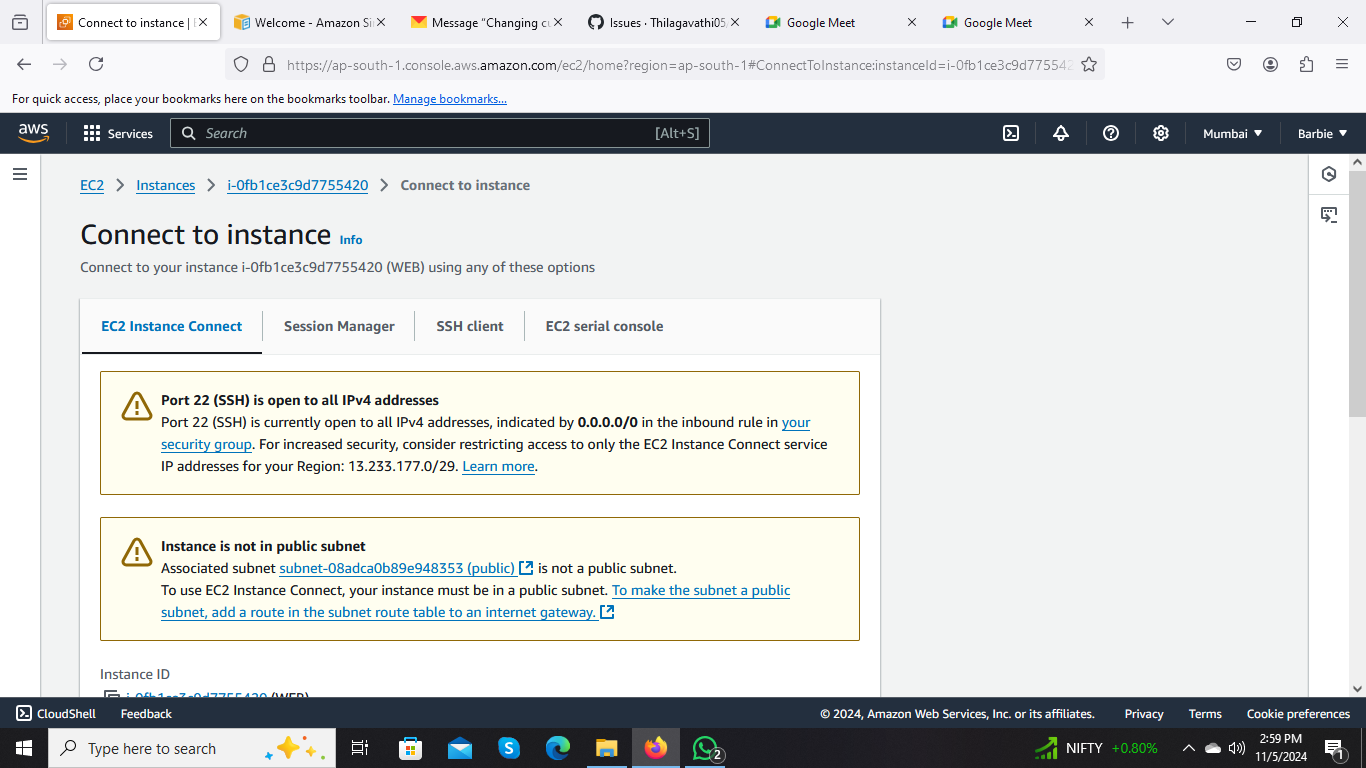 Connect to instance | E
Welcome - Amazon Si
Message “Changing cu
Issues · Thilagavathi05
Google Meet
Google Meet
https://ap-south-1.console.aws.amazon.com/ec2/home?region=ap-south-1#ConnectToInstance:instanceId=i-0fb1ce3c9d7755420
For quick access, place your bookmarks here on the bookmarks toolbar. Manage bookmarks...
aws
Services
Search
[Alt+S]
Mumbai
Barbie
EC2
Instances
i-0fb1ce3c9d7755420
Connect to instance
Connect to instance Info
Connect to your instance i-0fb1ce3c9d7755420 (WEB) using any of these options
EC2 Instance Connect
Session Manager
SSH client
EC2 serial console
Port 22 (SSH) is open to all IPv4 addresses
Port 22 (SSH) is currently open to all IPv4 addresses, indicated by 0.0.0.0/0 in the inbound rule in your
security group. For increased security, consider restricting access to only the EC2 Instance Connect service
IP addresses for your Region: 13.233.177.0/29. Learn more.
Instance is not in public subnet
Associated subnet subnet-08adca0b89e948353 (public) is not a public subnet.
To use EC2 Instance Connect, your instance must be in a public subnet. To make the subnet a public
subnet, add a route in the subnet route table to an internet gateway.
Instance ID
i-0fb1ce3c9d7755420 (WEB)
CloudShell
Feedback
© 2024, Amazon Web Services, Inc. or its affiliates.
Privacy
Terms
Cookie preferences
Type here to search
2
NIFTY +0.80%
2:59 PM
11/5/2024
1